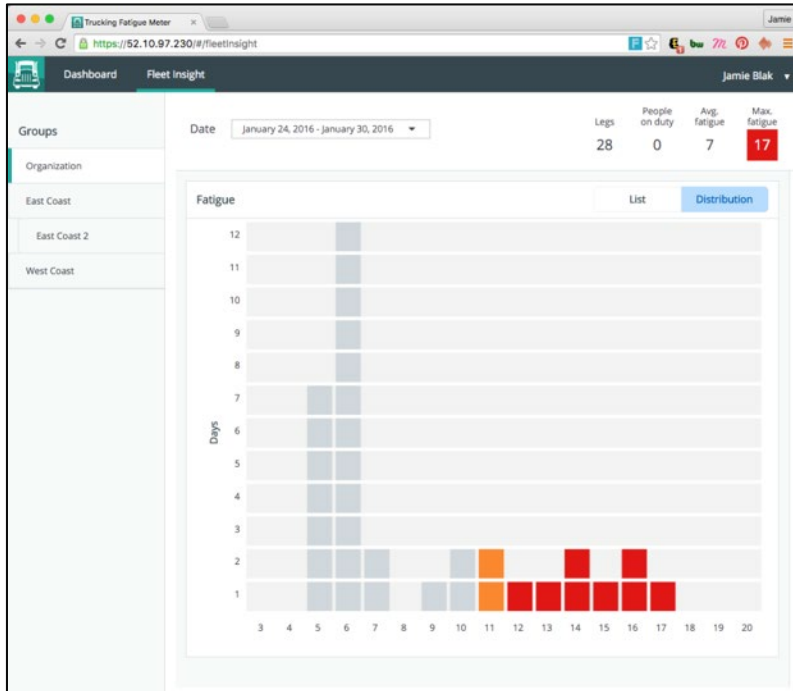 Trucking Fatigue Meter
Jamie
https://52.10.97.230/#/fleetInsight
Dashboard Fleet Insight Jamie Blak
Groups
Organization
East Coast
East Coast 2
West Coast
Date January 24, 2016 - January 30, 2016
Legs
28
People
on duty
0
Avg.
fatigue
7
Max.
fatigue
17
Fatigue List Distribution
Days
12
11
10
9
8
7
6
5
4
3
2
1
3 4 5 6 7 8 9 10 11 12 13 14 15 16 17 18 19 20